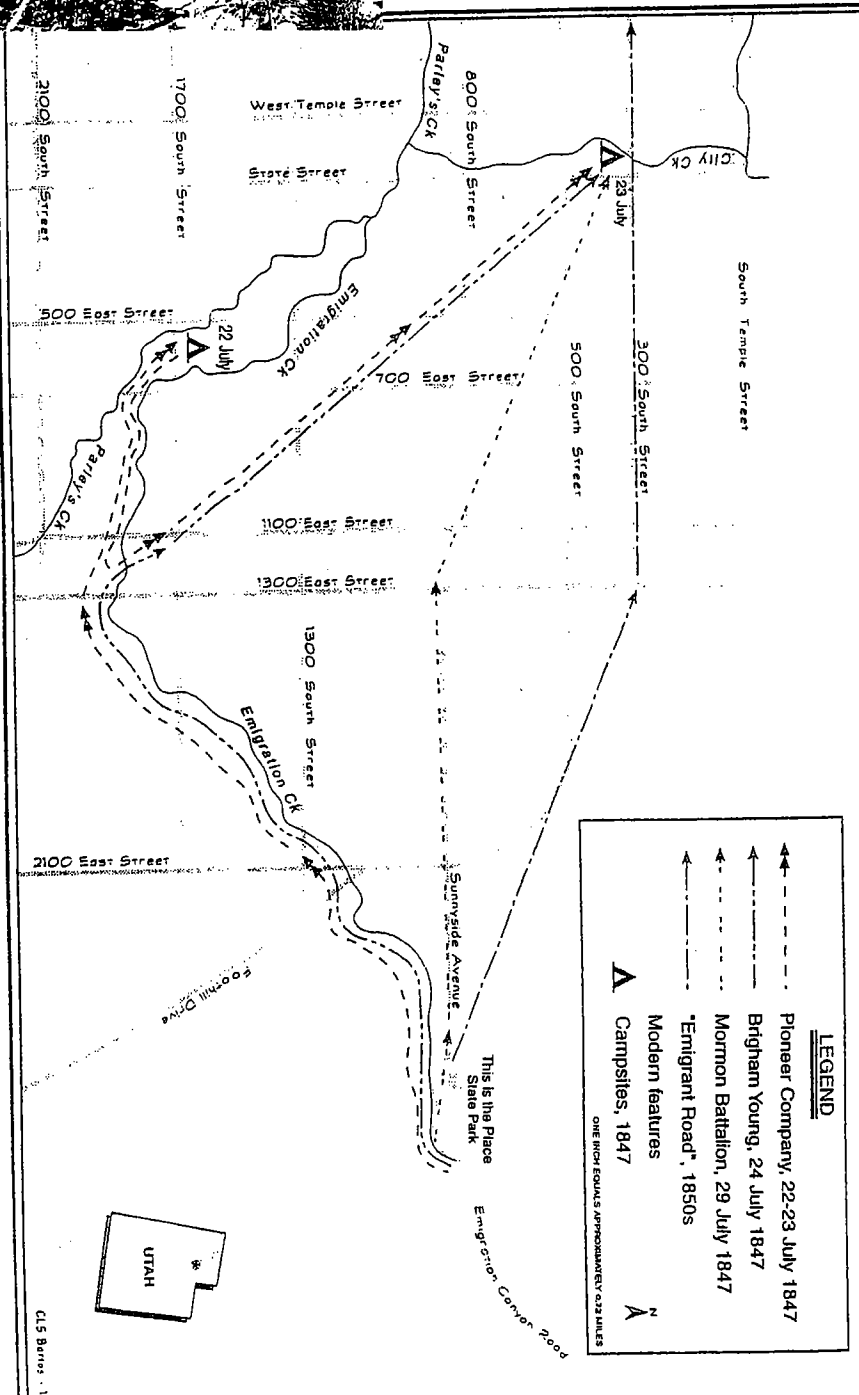 LEGEND
Pioneer Company, 22-23 July 1847
Brigham Young, 24 July 1847
Mormon Battalion, 29 July 1847
"Emigrant Road", 1850s
Modern features
Campsites, 1847
N
ONE INCH EQUALS APPROXIMATELY 0.72 MILES
South Temple Street
300 South Street
500 South Street
800 South Street
1300 South Street
1700 South Street
2100 South Street
West Temple Street
State Street
500 East Street
700 East Street
1100 East Street
1300 East Street
2100 East Street
City Ck
Parley's Ck
Emigration Ck
Parley's Ck
Emigration Ck
23 July
22 July
Sunnyside Avenue
Foothill Drive
This is the Place
State Park
Emigration Canyon Road
UTAH